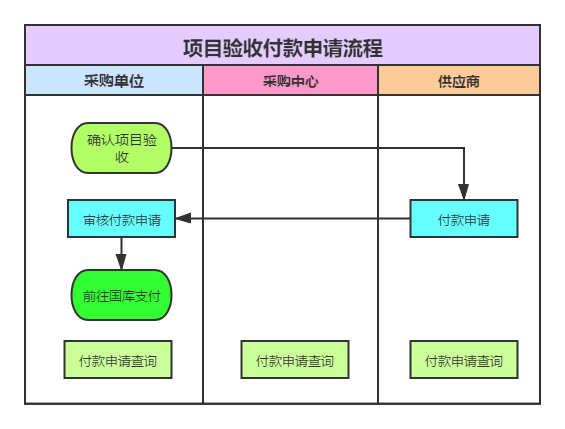 项目验收付款申请流程
采购单位
采购中心
供应商
确认项目验
收
审核付款申请
付款申请
前往国库支付
付款申请查询
付款申请查询
付款申请查询